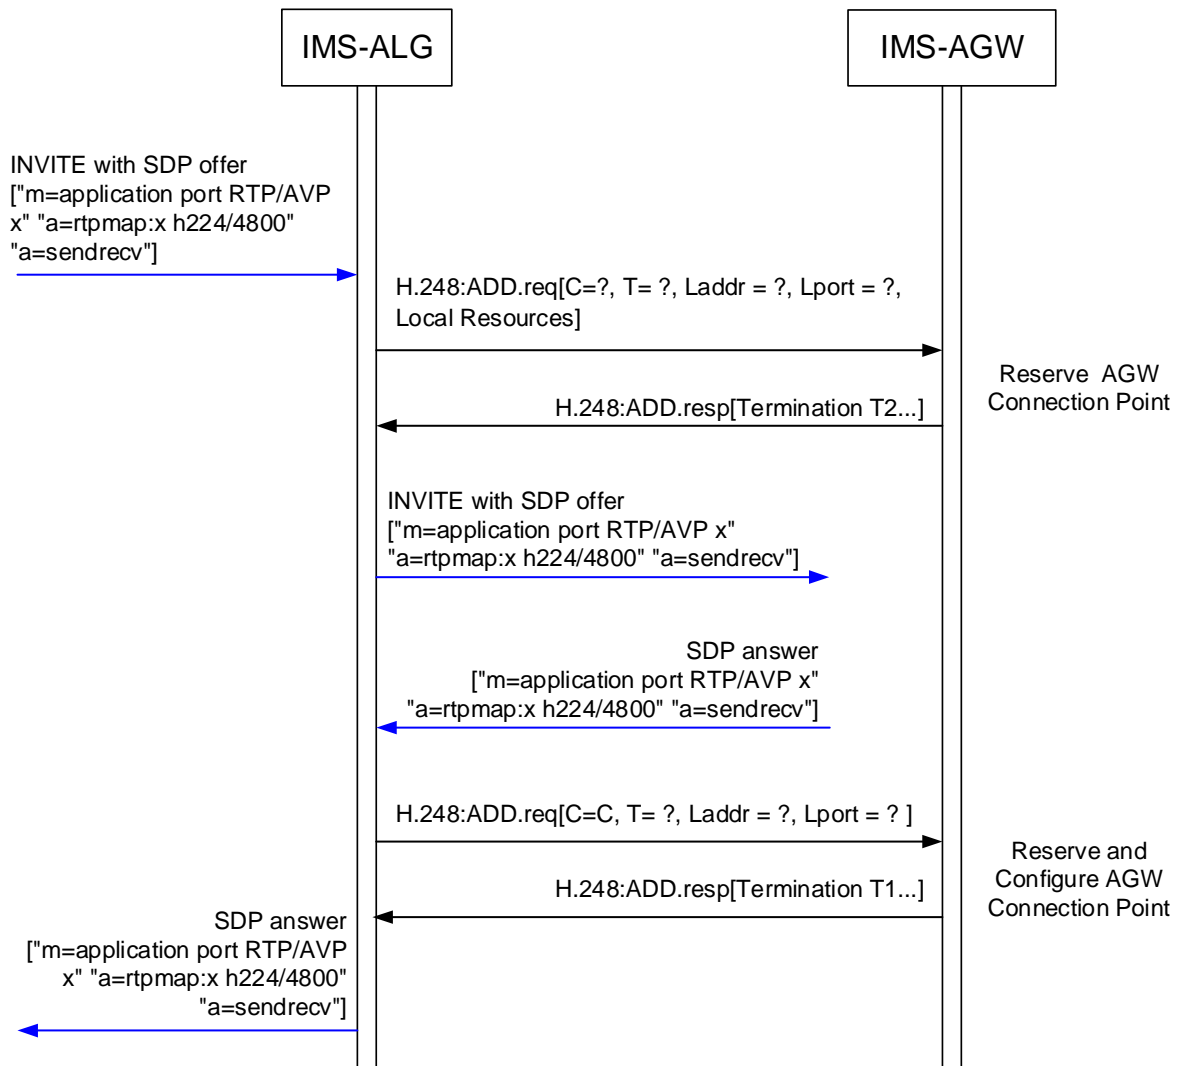 IMS-ALG
IMS-AGW
INVITE with SDP offer
["m=application port RTP/AVP
x" "a=rtpmap:x h224/4800"
"a=sendrecv"]
H.248:ADD.req[C=?, T= ?, Laddr = ?, Lport = ?,
Local Resources]
Reserve  AGW
Connection Point
H.248:ADD.resp[Termination T2...]
INVITE with SDP offer
["m=application port RTP/AVP x"
"a=rtpmap:x h224/4800" "a=sendrecv"]
SDP answer
["m=application port RTP/AVP x"
"a=rtpmap:x h224/4800" "a=sendrecv"]
H.248:ADD.req[C=C, T= ?, Laddr = ?, Lport = ? ]
Reserve and
Configure AGW
Connection Point
H.248:ADD.resp[Termination T1...]
SDP answer
["m=application port RTP/AVP
x" "a=rtpmap:x h224/4800"
"a=sendrecv"]